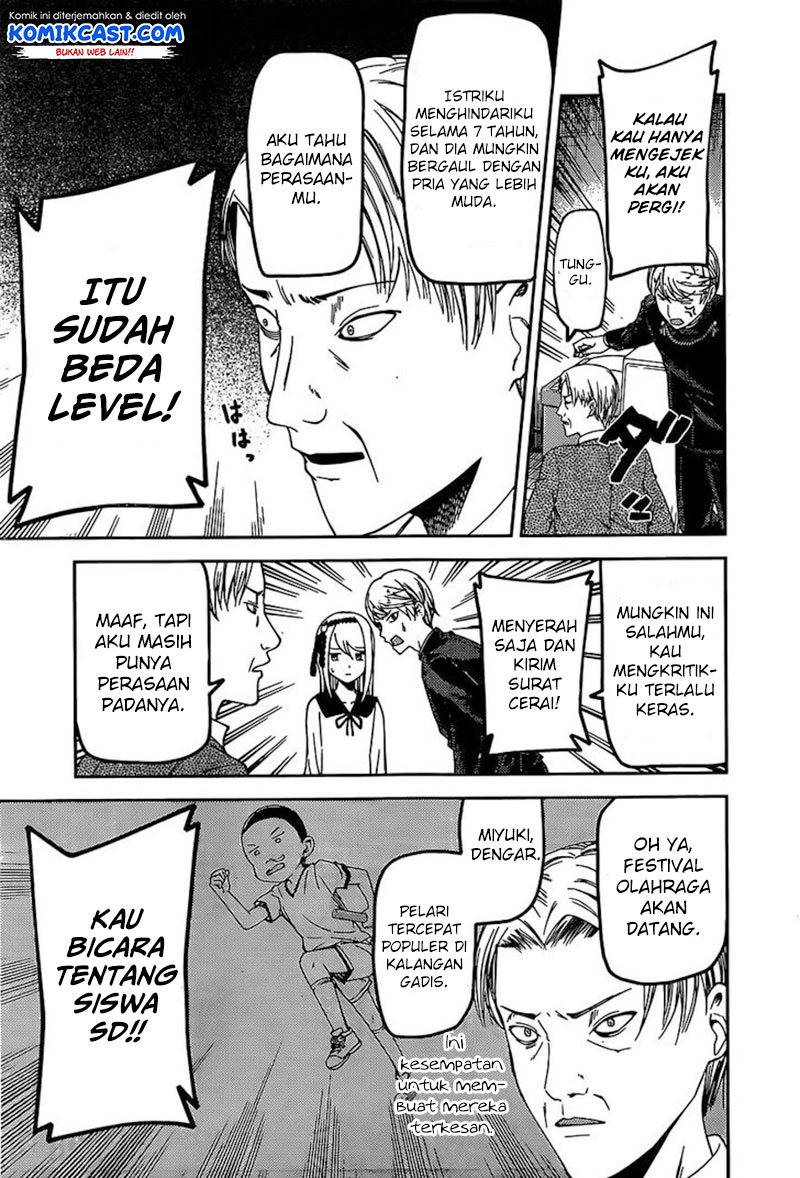 Komik ini diterjemahkan & diedit oleh
KOMIKCAST.COM
BUKAN WEB LAIN!!
KALAU
KAU HANYA
MENGEJEK
KU, AKU
AKAN
PERGI!
TUNG-
GU.
ダッ
ISTRIKU
MENGHINDARIKU
SELAMA 7 TAHUN,
DAN DIA MUNGKIN
BERGAUL DENGAN
PRIA YANG LEBIH
MUDA.
AKU TAHU
BAGAIMANA
PERASAAN-
MU.
ITU
SUDAH
BEDA
LEVEL!
は
はっ
MUNGKIN INI
SALAHMU,
KAU
MENGKRITIK-
KU TERLALU
KERAS.
MENYERAH
SAJA DAN
KIRIM
SURAT
CERAI!
MAAF, TAPI
AKU MASIH
PUNYA
PERASAAN
PADANYA.
OH YA,
FESTIVAL
OLAHRAGA
AKAN
DATANG.
MIYUKI,
DENGAR.
PELARI
TERCEPAT
POPULER DI
KALANGAN
GADIS.
Ini
kesempatan
untuk mem-
buat mereka
terkesan.
KAU
BICARA
TENTANG
SISWA
SD!!